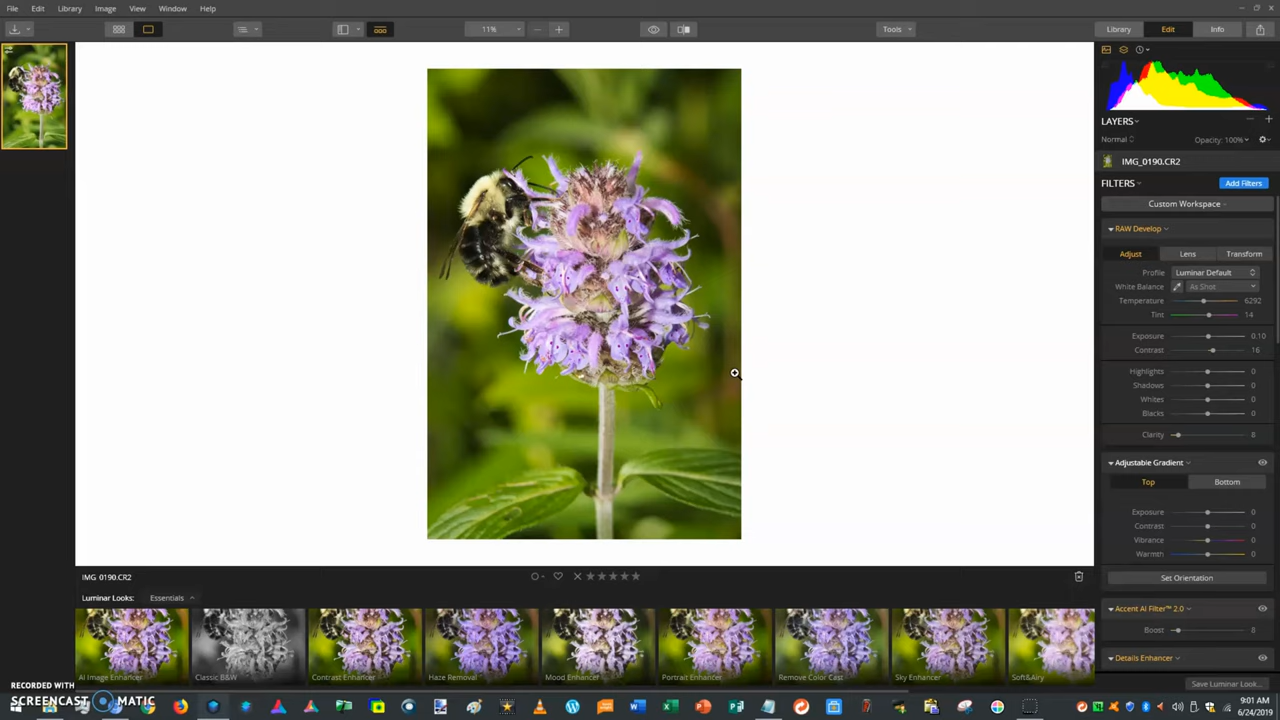 File Edit Library Image View Window Help
11% Tools Library Edit Info
LAYERS
Normal Opacity: 100%
IMG_0190.CR2
FILTERS Add Filters
Custom Workspace
RAW Develop
Adjust Lens Transform
Profile Luminar Default
White Balance As Shot
Temperature 6292
Tint 14
Exposure 0.10
Contrast 16
Highlights 0
Shadows 0
Whites 0
Blacks 0
Clarity 8
Adjustable Gradient
Top Bottom
Exposure 0
Contrast 0
Vibrance 0
Warmth 0
Set Orientation
Accent AI Filter™ 2.0
Boost 8
Details Enhancer
IMG_0190.CR2
Luminar Looks: Essentials
AI Image Enhancer Classic B&W Contrast Enhancer Haze Removal Mood Enhancer Portrait Enhancer Remove Color Cast Sky Enhancer Soft&Airy
Save Luminar Look...
RECORDED WITH
SCREENCAST MATIC
9:01 AM
6/24/2019